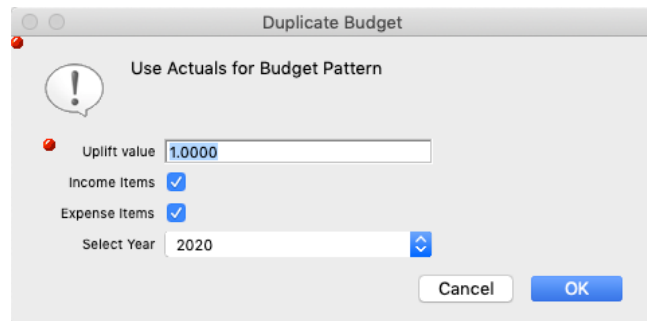 Duplicate Budget
Use Actuals for Budget Pattern
Uplift value 1.0000
Income Items
Expense Items
Select Year 2020
Cancel OK